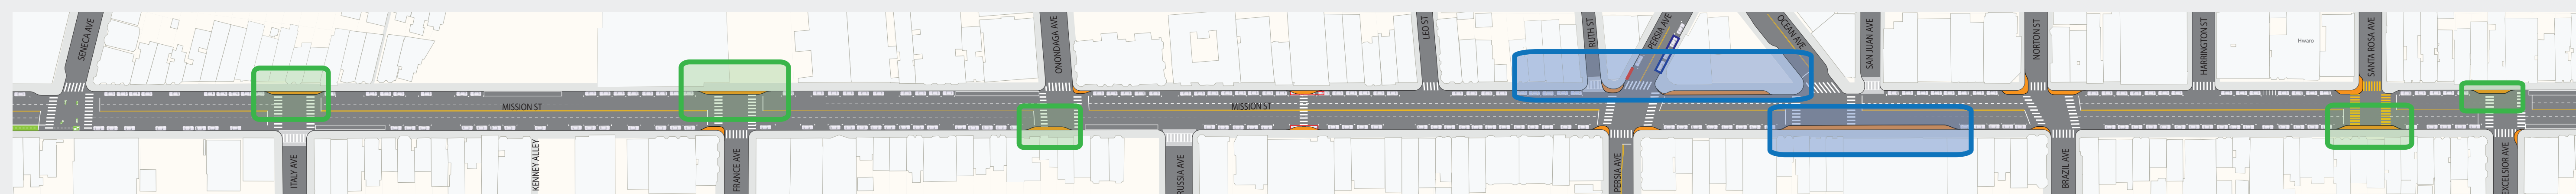 SENECA AVE
ONONDAGA AVE
LEO ST
RUTH ST
PERSIA AVE
OCEAN AVE
SAN JUAN AVE
NORTON ST
HARRINGTON ST
Hwaro
SANTA ROSA AVE
MISSION ST
MISSION ST
ITALY AVE
KENNEY ALLEY
FRANCE AVE
RUSSIA AVE
PERSIA AVE
BRAZIL AVE
EXCELSIOR AVE